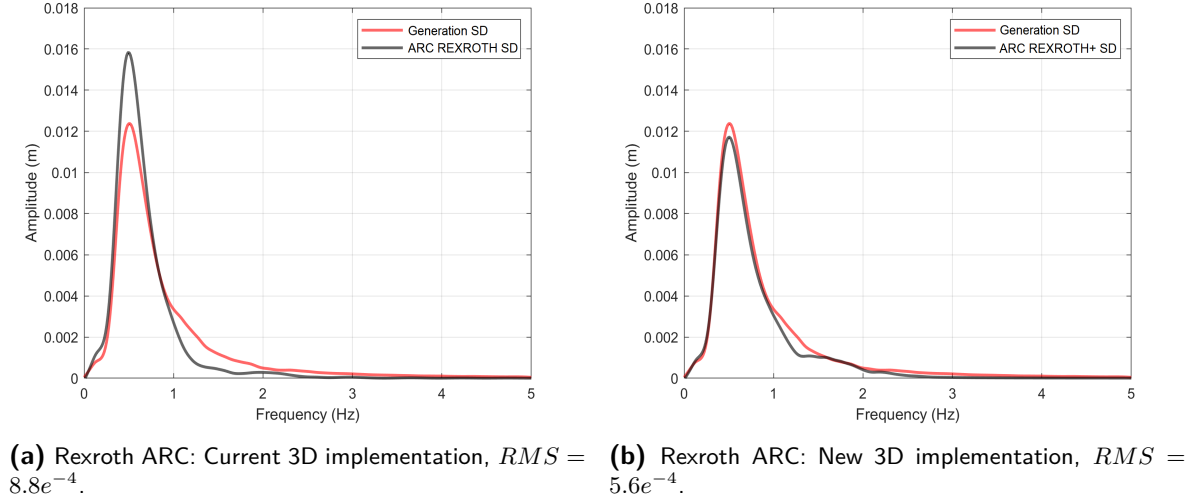 0.018
0.016
0.014
0.012
0.01
0.008
0.006
0.004
0.002
0
Amplitude (m)
0 1 2 3 4 5
Frequency (Hz)
Generation SD
ARC REXROTH SD
(a) Rexroth ARC: Current 3D implementation, RMS =
8.8e⁻⁴.
0.018
0.016
0.014
0.012
0.01
0.008
0.006
0.004
0.002
0
Amplitude (m)
0 1 2 3 4 5
Frequency (Hz)
Generation SD
ARC REXROTH+ SD
(b) Rexroth ARC: New 3D implementation, RMS =
5.6e⁻⁴.